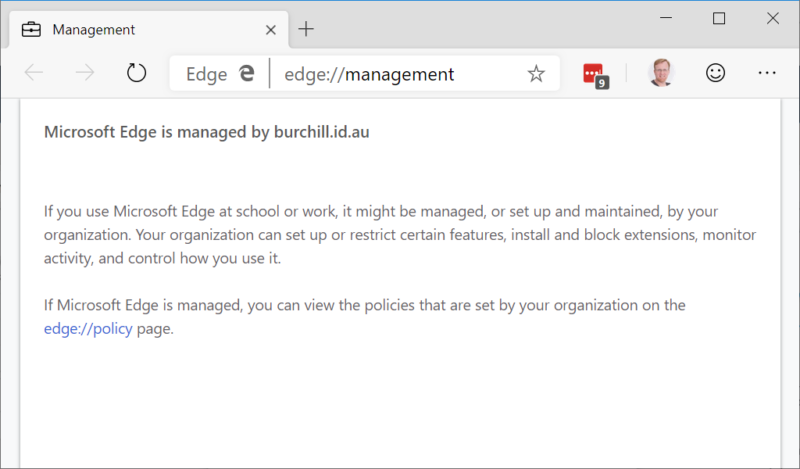 Management
Edge
edge://management
9
Microsoft Edge is managed by burchill.id.au
If you use Microsoft Edge at school or work, it might be managed, or set up and maintained, by your
organization. Your organization can set up or restrict certain features, install and block extensions, monitor
activity, and control how you use it.
If Microsoft Edge is managed, you can view the policies that are set by your organization on the
edge://policy page.